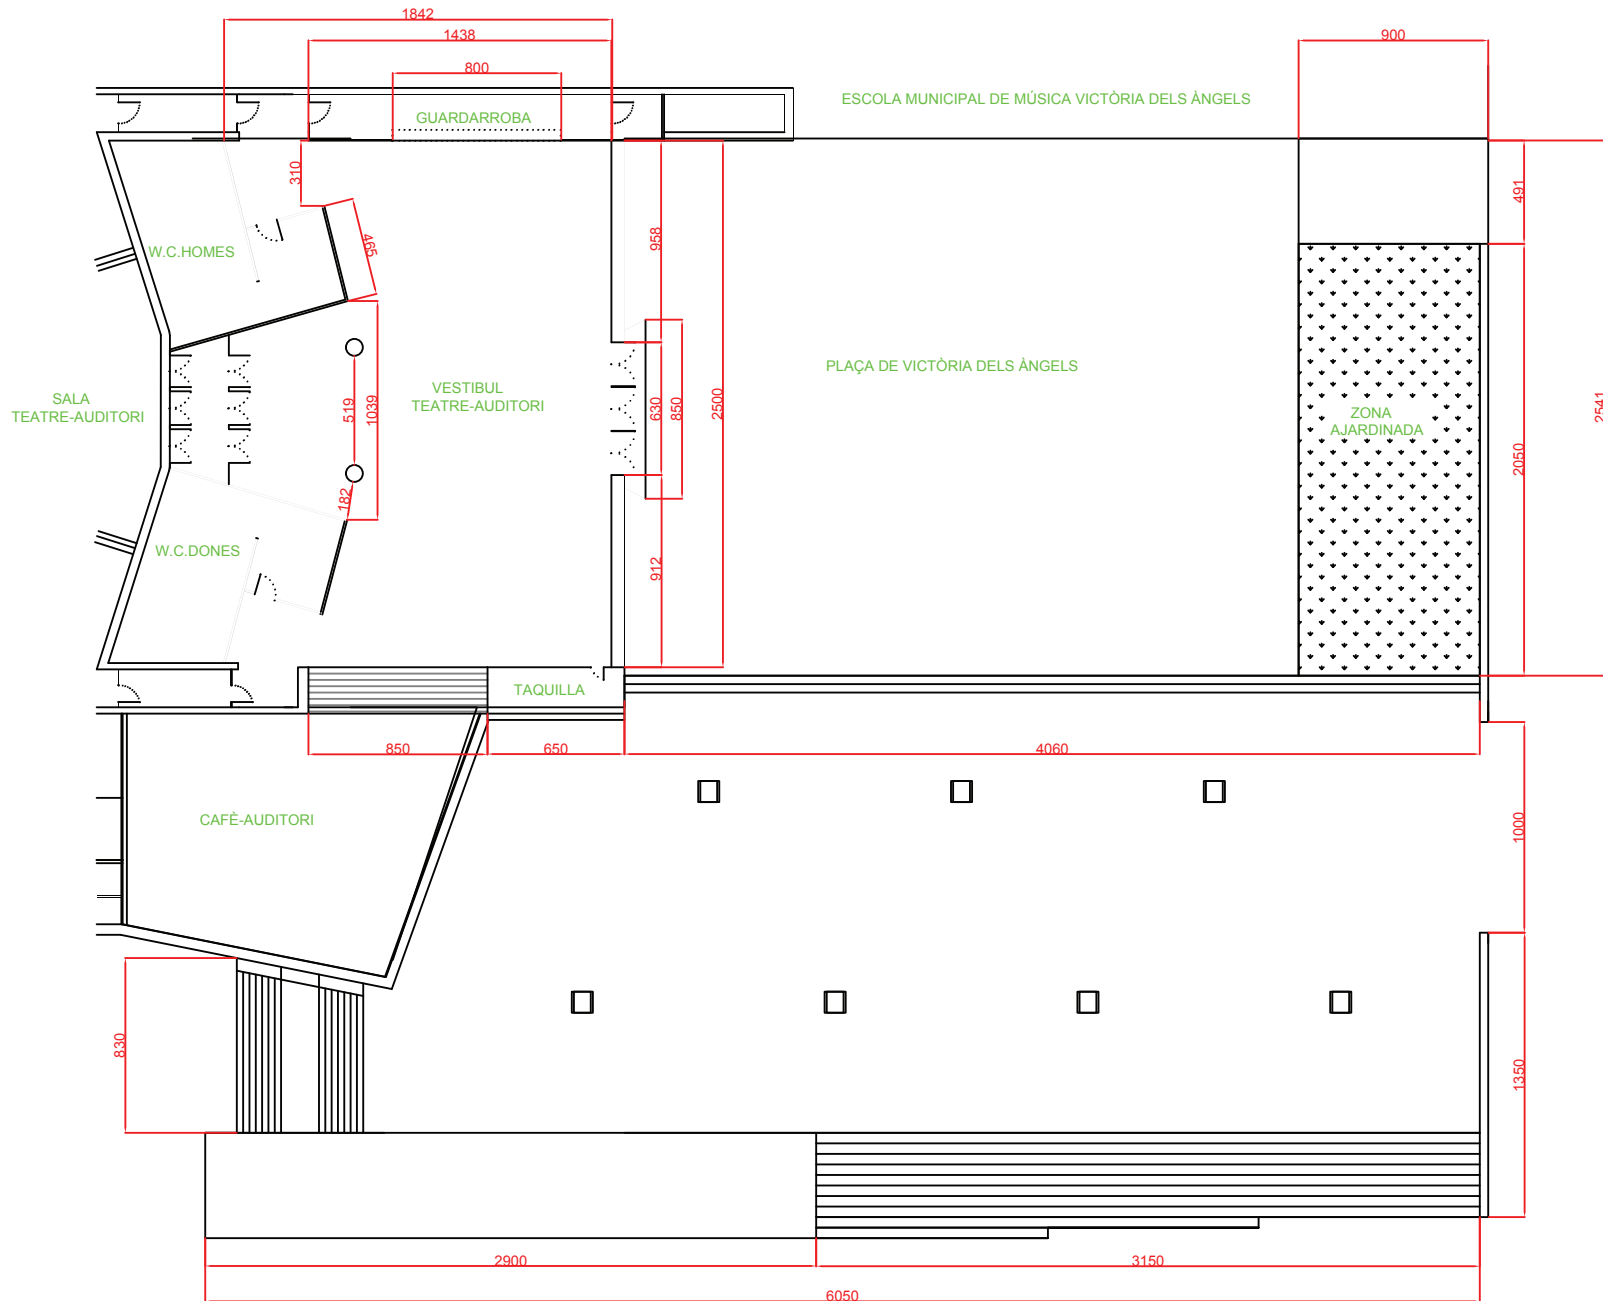 1842
1438
900
800
ESCOLA MUNICIPAL DE MÚSICA VICTÒRIA DELS ÀNGELS
GUARDARROBA
310
491
465
958
W.C.HOMES
PLAÇA DE VICTÒRIA DELS ÀNGELS
VESTIBUL
TEATRE-AUDITORI
SALA
TEATRE-AUDITORI
519
1039
630
850
2500
ZONA
AJARDINADA
2541
2050
182
W.C.DONES
912
TAQUILLA
850
650
4060
CAFÈ-AUDITORI
1000
830
1350
2900
3150
6050